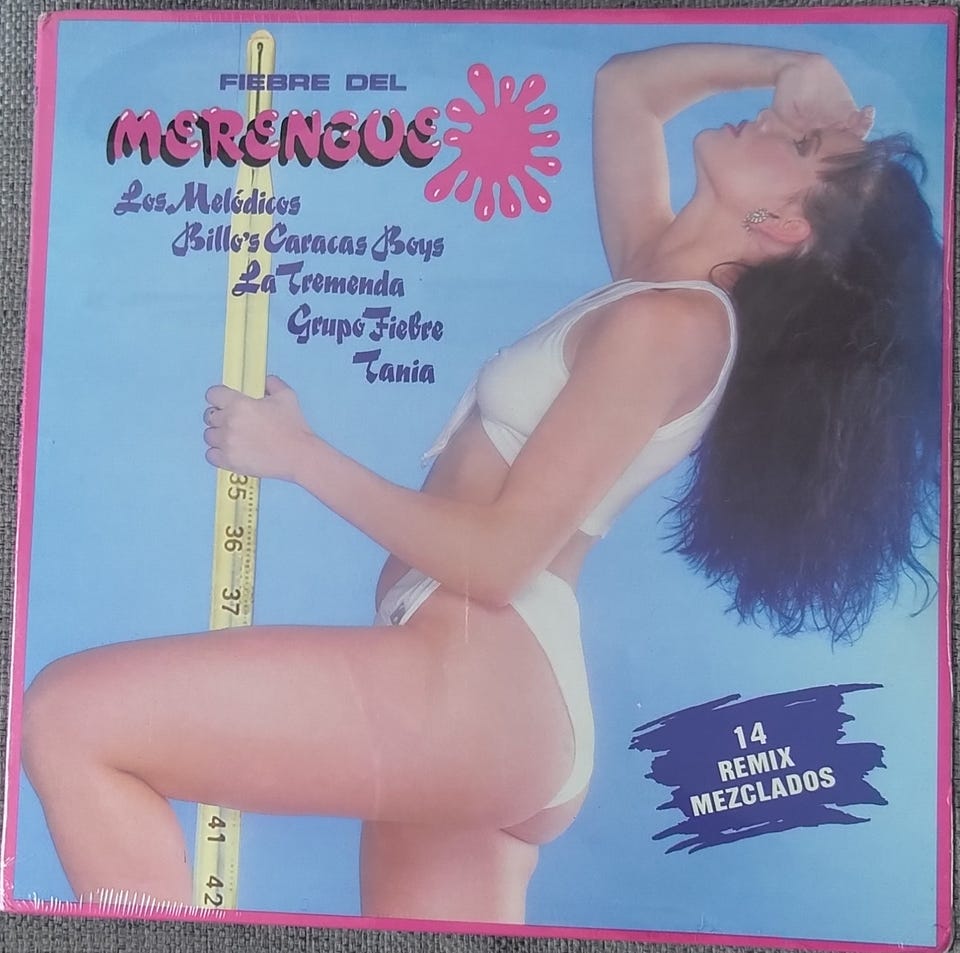 FIEBRE DEL
MERENGUE
Los Melódicos
Billo's Caracas Boys
La Tremenda
Grupo Fiebre
Tania
35
36
37
41
42
14
REMIX
MEZCLADOS